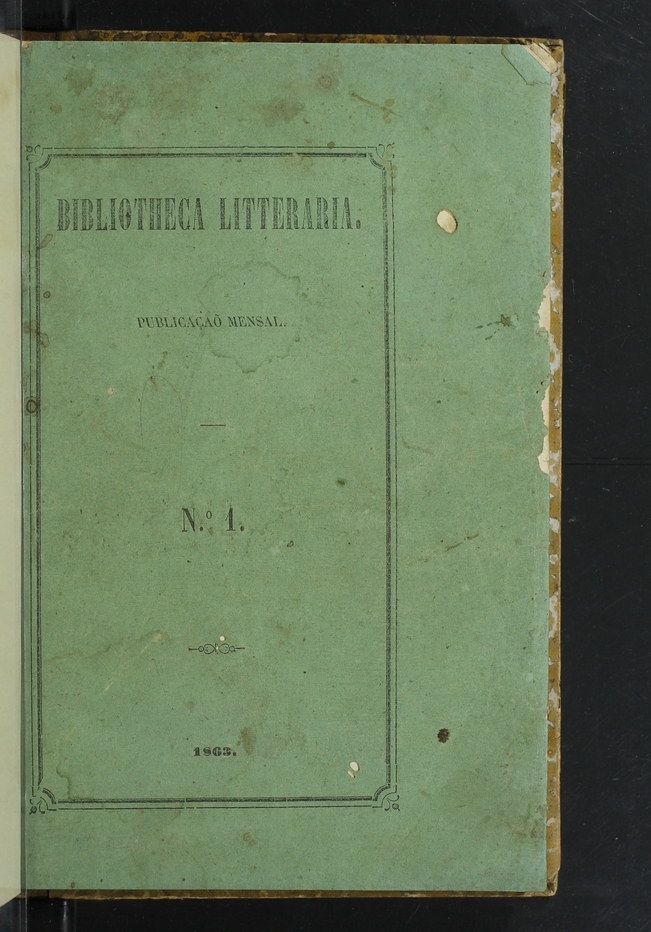 BIBLIOTHECA LITTERARIA.
PUBLICAÇAÕ MENSAL.
N.º 1.
1863.